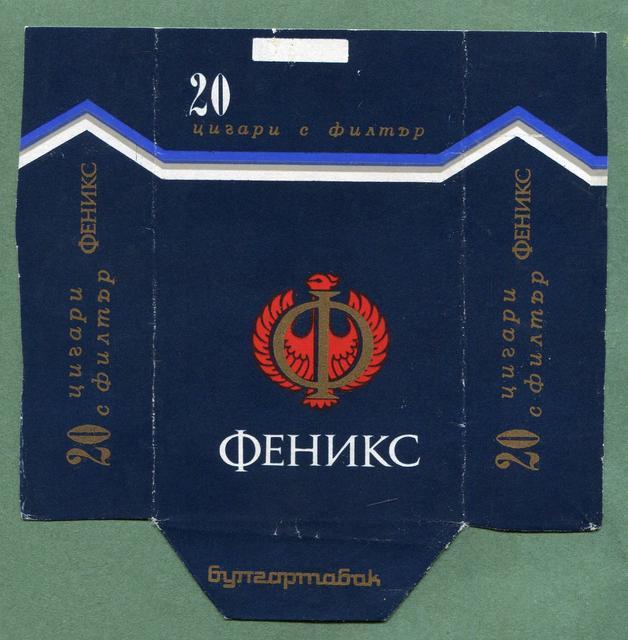 20
цигари с филтър
ФЕНИКС
20 цигари
с филтър
ФЕНИКС
20 цигари
с филтър
Ф
ФЕНИКС
булгартабак